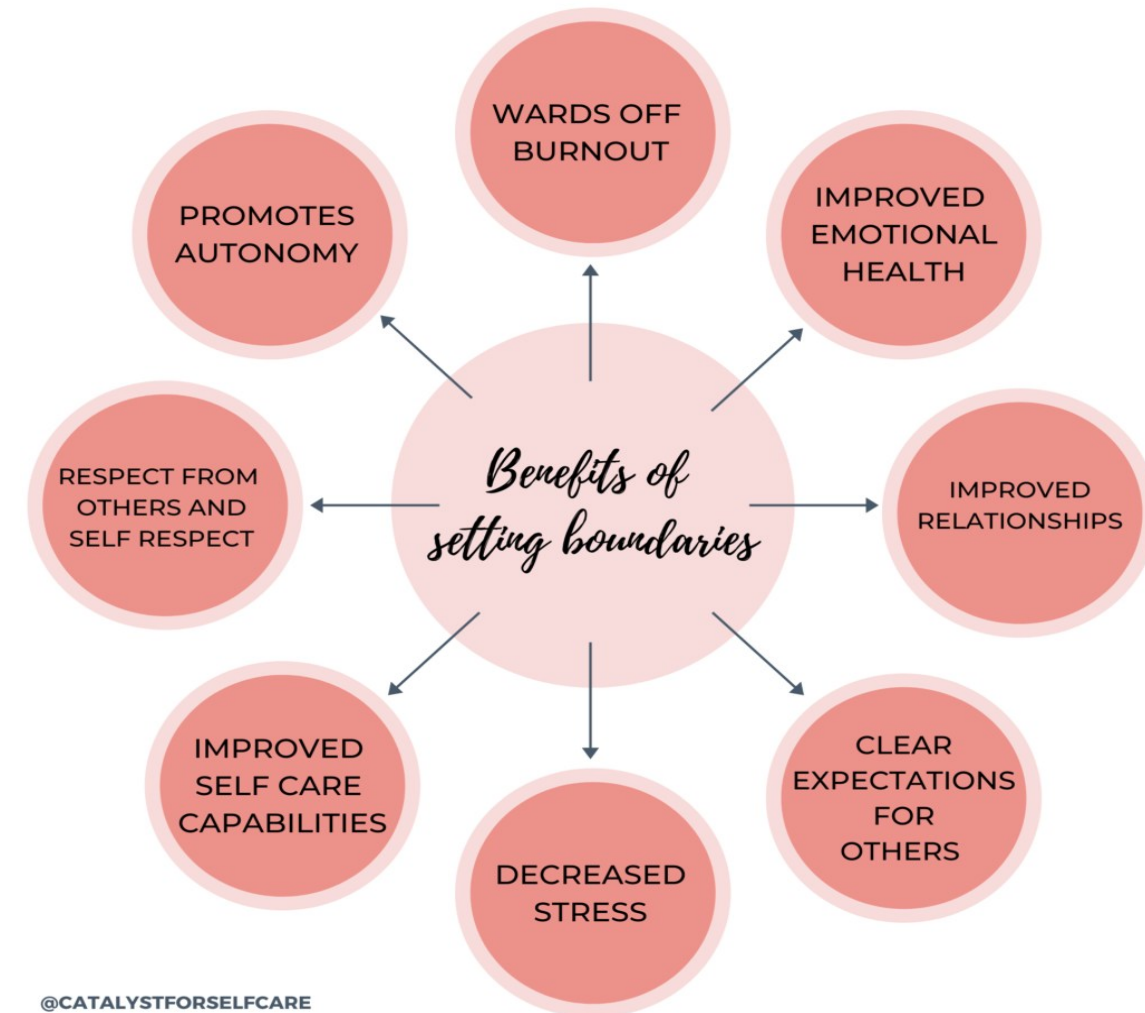 WARDS OFF
BURNOUT
IMPROVED
EMOTIONAL
HEALTH
PROMOTES
AUTONOMY
Benefits of
setting boundaries
IMPROVED
RELATIONSHIPS
RESPECT FROM
OTHERS AND
SELF RESPECT
CLEAR
EXPECTATIONS
FOR
OTHERS
IMPROVED
SELF CARE
CAPABILITIES
DECREASED
STRESS
@CATALYSTFORSELFCARE